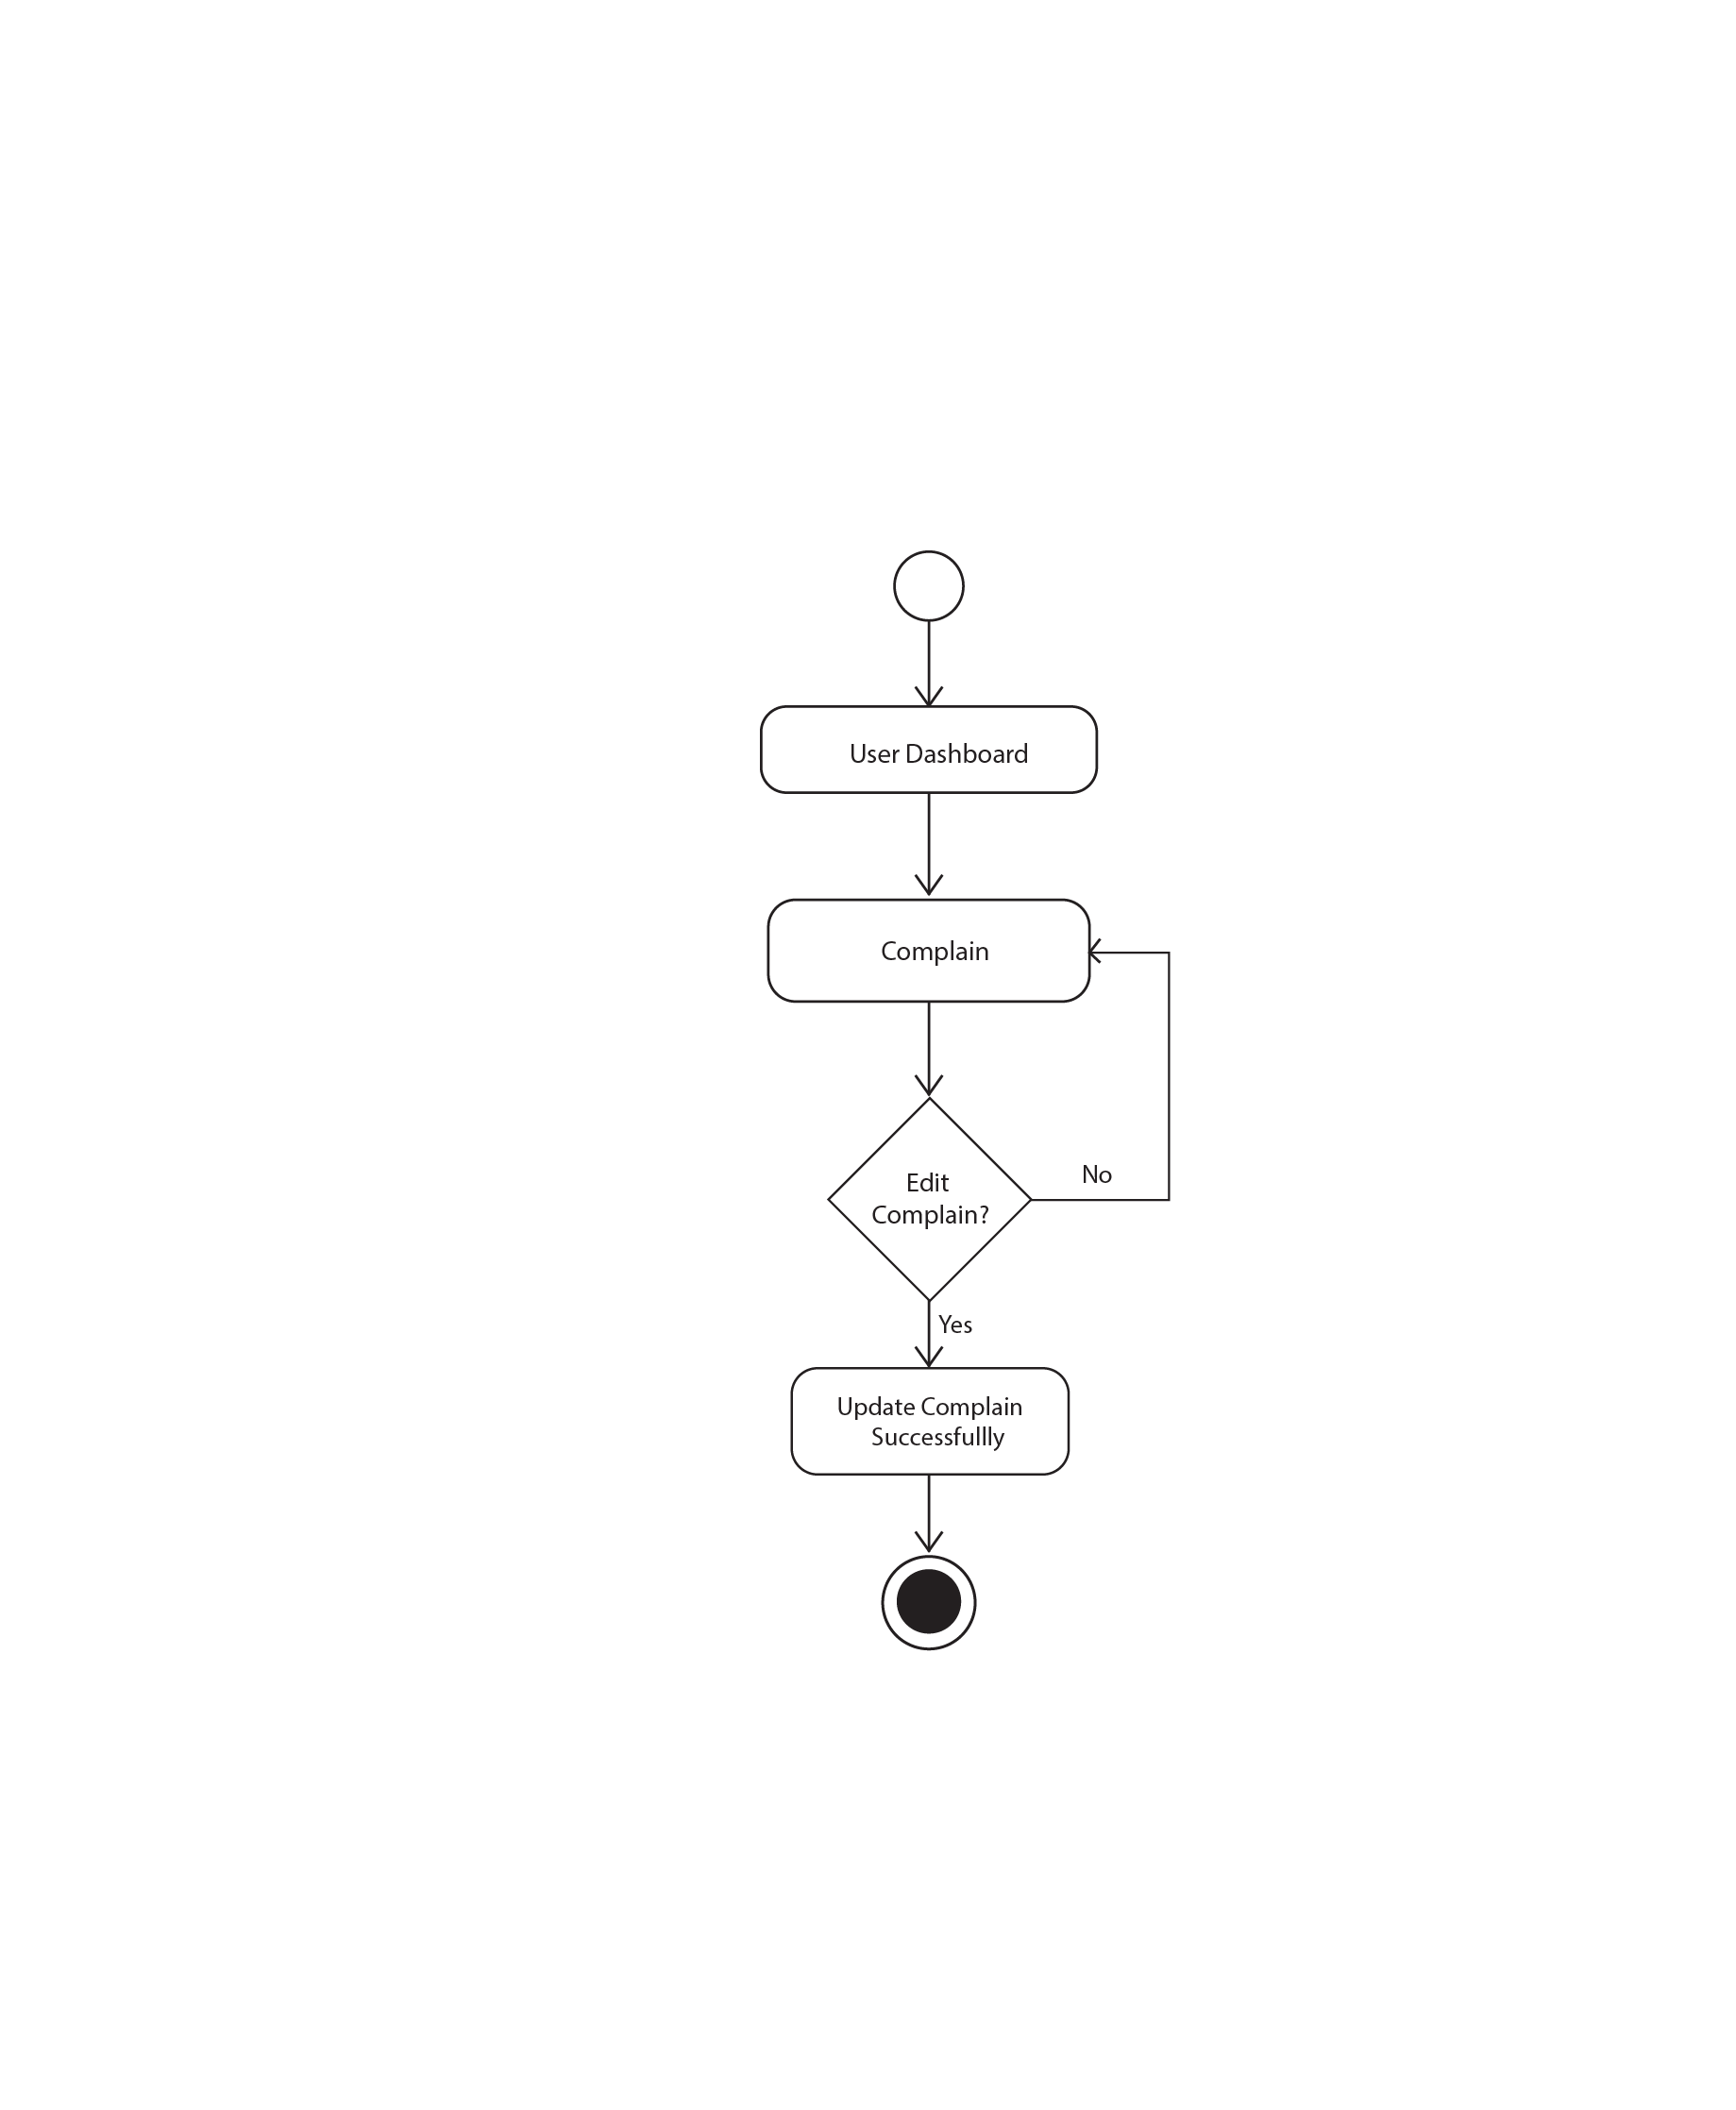 User Dashboard
Complain
Edit
Complain?
No
Yes
Update Complain
Successfullly